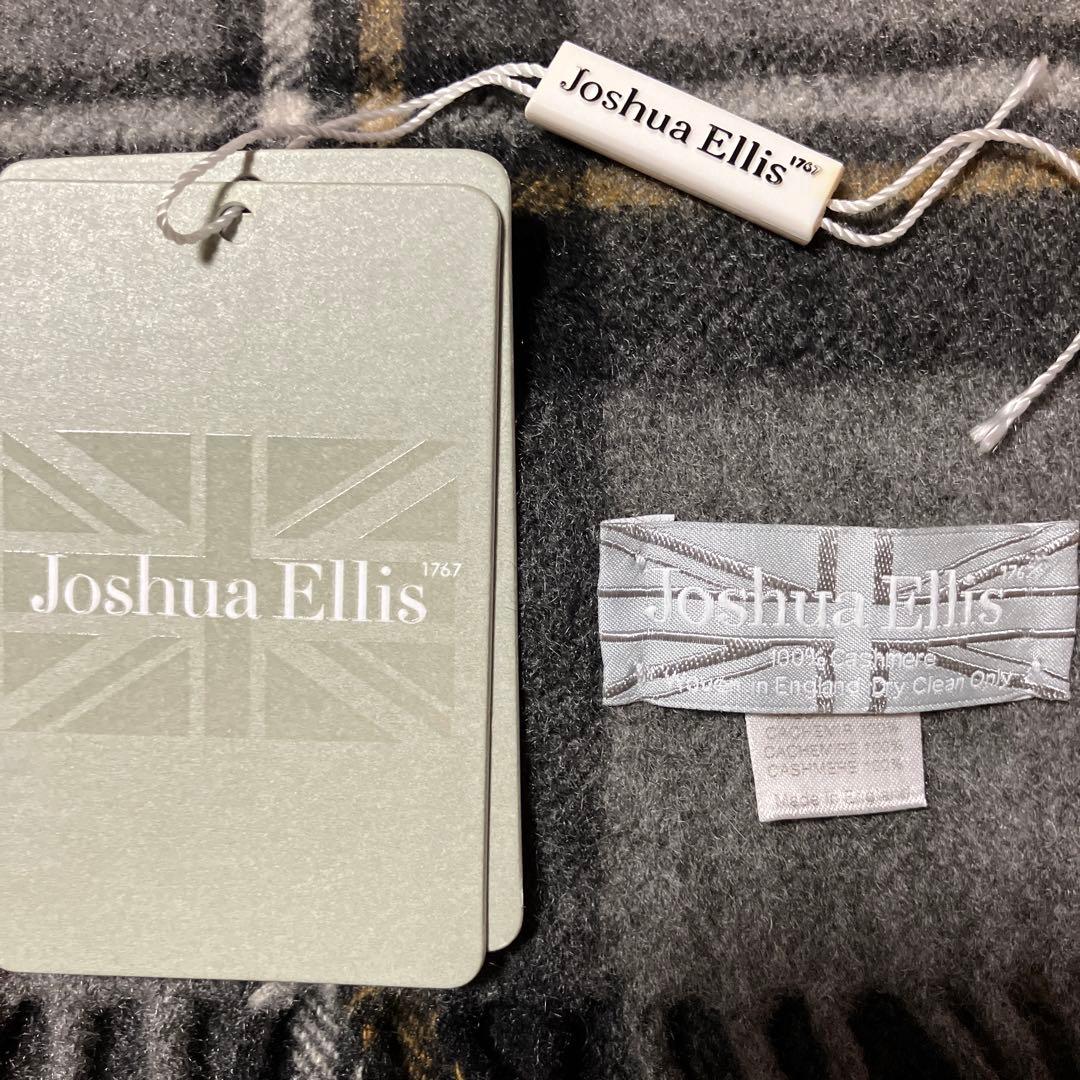 Joshua Ellis 1767
Joshua Ellis 1767
Joshua Ellis 1767
100% Cashmere
Woven in England Dry Clean Only
CACHEMIRE 100%
CASHMERE 100%
Made in England